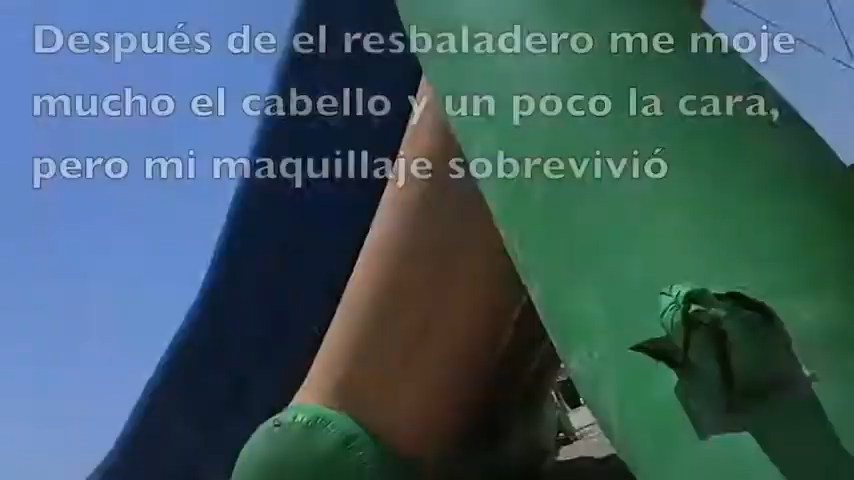 Después de el resbaladero me moje
mucho el cabello y un poco la cara,
pero mi maquillaje sobrevivió